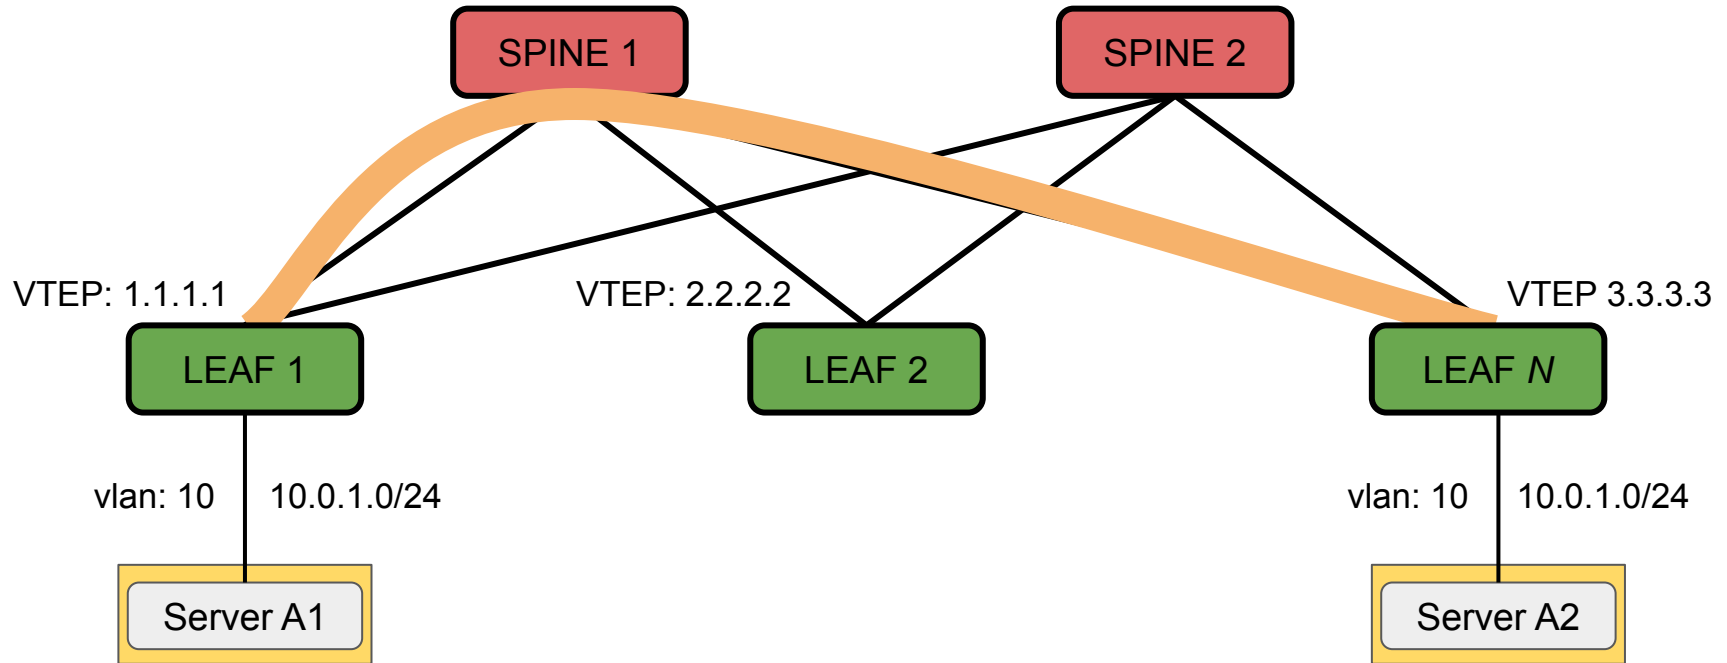 SPINE 1
SPINE 2
VTEP: 1.1.1.1
VTEP: 2.2.2.2
VTEP 3.3.3.3
LEAF 1
LEAF 2
LEAF N
vlan: 10
10.0.1.0/24
vlan: 10
10.0.1.0/24
Server A1
Server A2